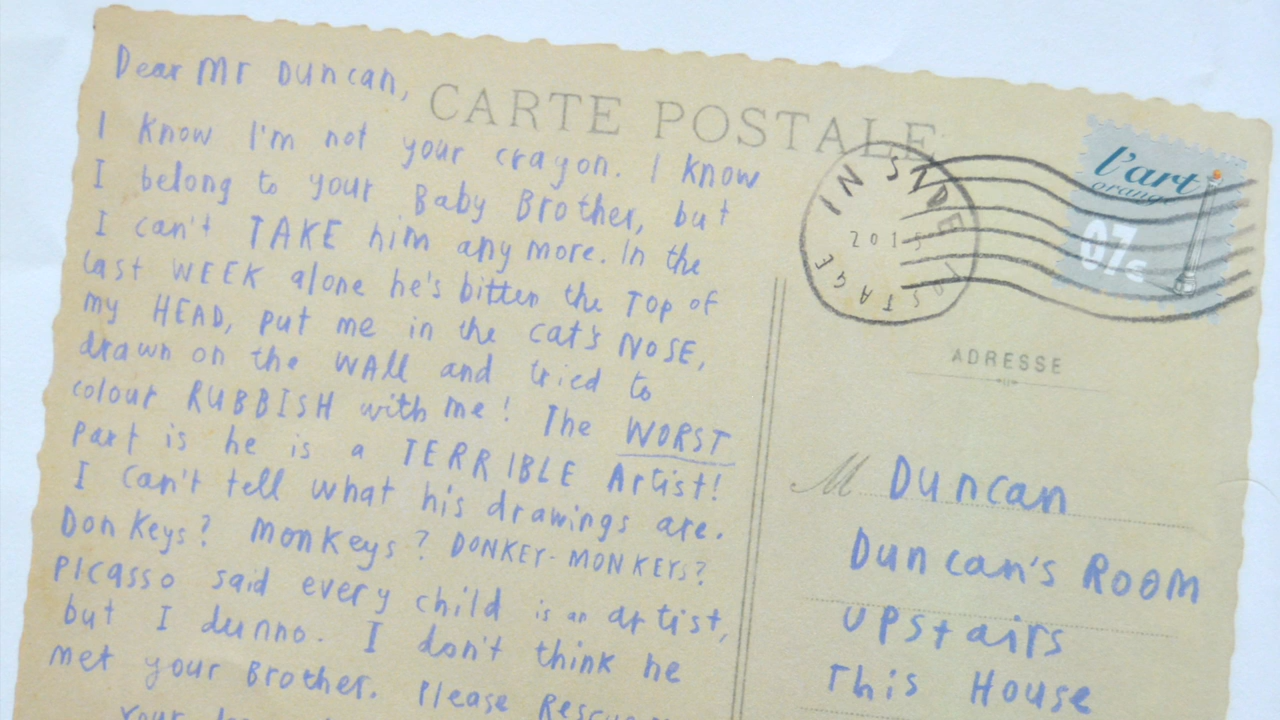 Dear Mr Duncan,
CARTE POSTALE
I know I'm not your crayon. I know
I belong to your Baby Brother, but
I can't TAKE him any more. In the
last WEEK alone he's bitten the Top of
my HEAD, put me in the cat's NOSE,
drawn on the WAll and tried to
colour RUBBISH with me! The WORST
part is he is a TERRIBLE Artist!
I can't tell what his drawings are.
Donkeys? Monkeys? DONKEY-MONKEYS?
Picasso said every child is an artist,
but I dunno. I don't think he
met your Brother. Please Rescue
Your
IN SNDE
2015
POSTAGE
l'art
orange
07€
ADRESSE
M Duncan
Duncan's Room
Upstairs
This House